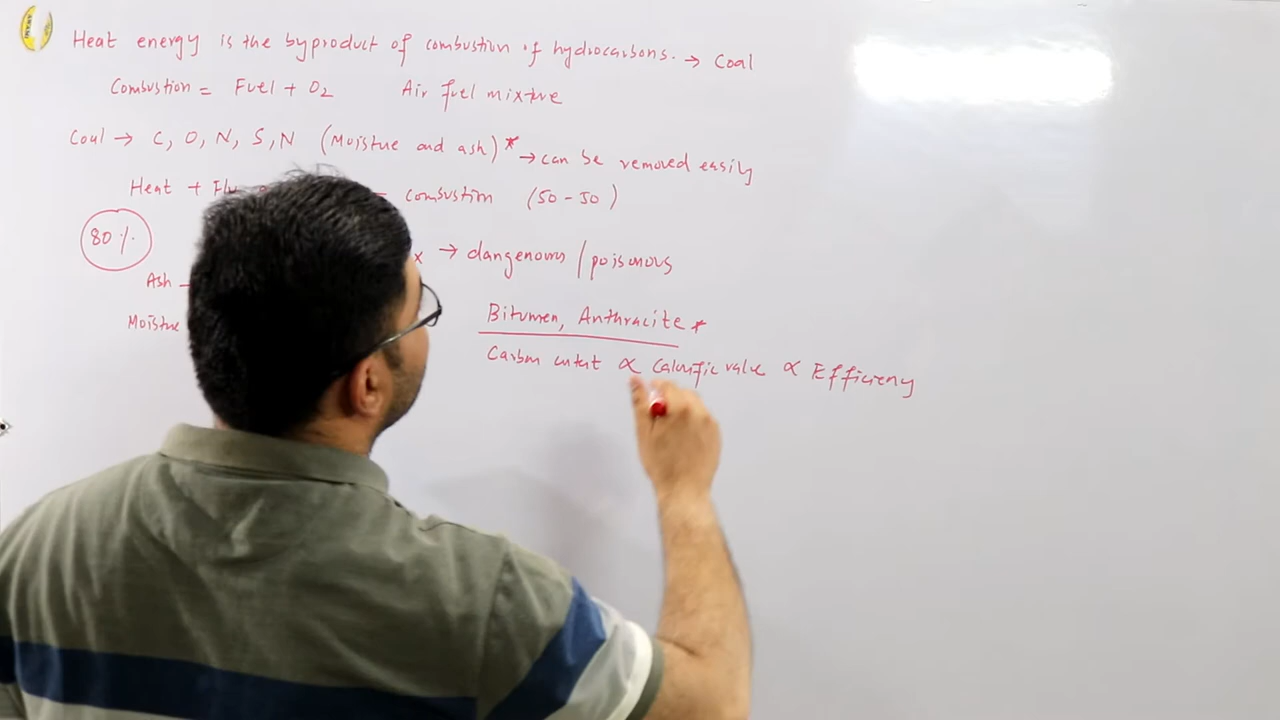 Heat energy is the byproduct of combustion of hydrocarbons. → Coal
Combustion = Fuel + O2 Air fuel mixture
Coal → C, O, N, S, N (Moisture and ash)* → can be removed easily
Heat + = combustion (50-50)
80% x → dangenous / poisonous
Ash
Moisture
Bitumen, Anthracite *
Carbon content ∝ Calorific value ∝ Efficieny